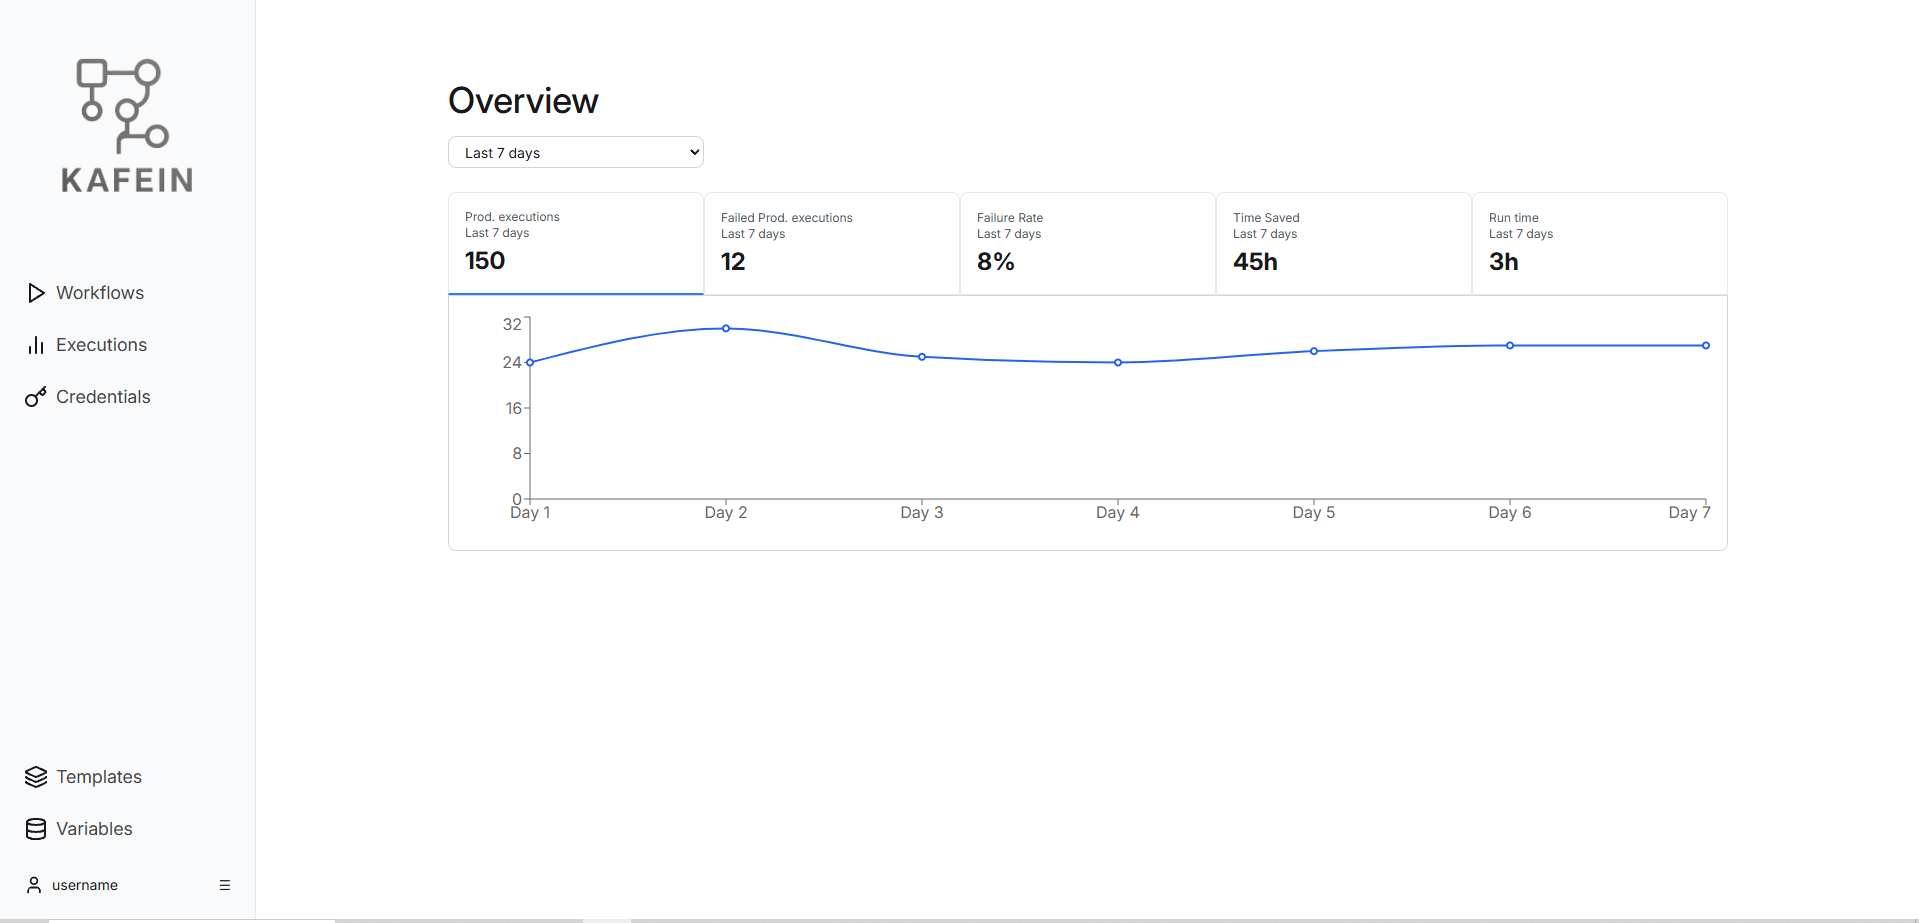 KAFEIN
Workflows
Executions
Credentials
Templates
Variables
username
Overview
Last 7 days
Prod. executions
Last 7 days
150
Failed Prod. executions
Last 7 days
12
Failure Rate
Last 7 days
8%
Time Saved
Last 7 days
45h
Run time
Last 7 days
3h
32
24
16
8
0
Day 1 Day 2 Day 3 Day 4 Day 5 Day 6 Day 7